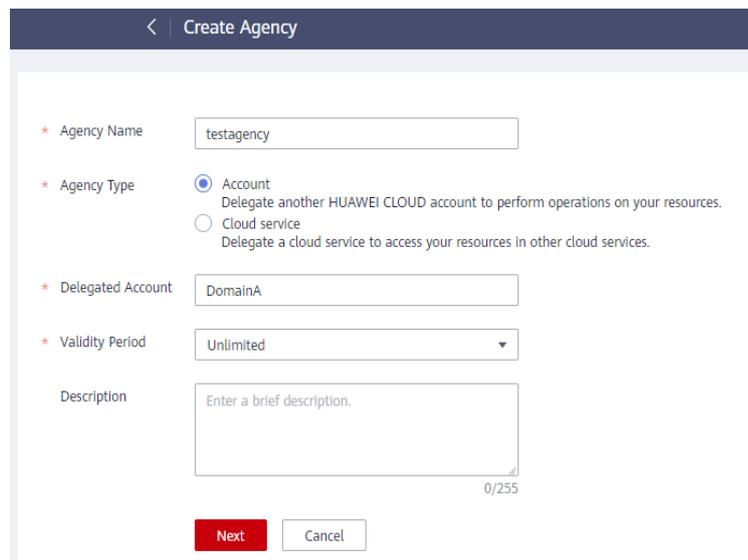 Create Agency
* Agency Name testagency
* Agency Type Account
Delegate another HUAWEI CLOUD account to perform operations on your resources.
Cloud service
Delegate a cloud service to access your resources in other cloud services.
* Delegated Account DomainA
* Validity Period Unlimited
Description Enter a brief description.
0/255
Next Cancel